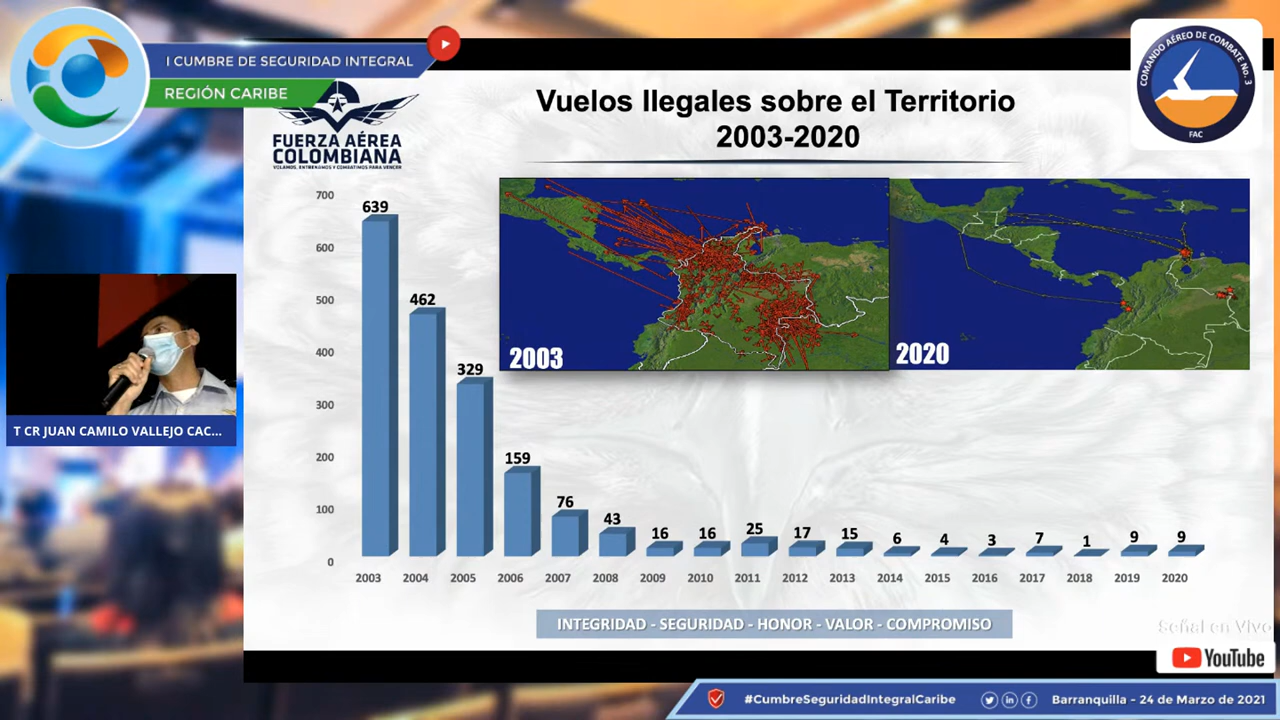 I CUMBRE DE SEGURIDAD INTEGRAL
REGIÓN CARIBE
FUERZA AÉREA
COLOMBIANA
VOLAMOS, ENTRENAMOS Y COMBATIMOS PARA VENCER
Vuelos Ilegales sobre el Territorio
2003-2020
COMANDO AÉREO DE COMBATE No. 3
FAC
700
600
500
400
300
200
100
0
639
462
329
159
76
43
16
16
25
17
15
6
4
3
7
1
9
9
2003
2020
2003 2004 2005 2006 2007 2008 2009 2010 2011 2012 2013 2014 2015 2016 2017 2018 2019 2020
T CR JUAN CAMILO VALLEJO CAC...
INTEGRIDAD - SEGURIDAD - HONOR - VALOR - COMPROMISO
Señal en Vivo
YouTube
#CumbreSeguridadIntegralCaribe
Barranquilla - 24 de Marzo de 2021